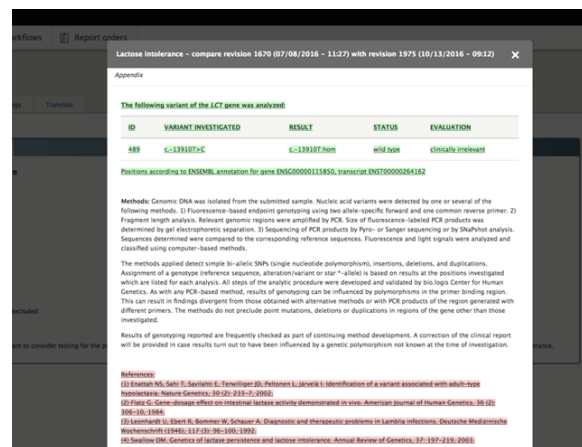 rkflows Report orders
Lactose intolerance – compare revision 1670 (07/08/2016 – 11:27) with revision 1975 (10/13/2016 – 09:12) ×
Appendix
Translate
The following variant of the LCT gene was analyzed:
ID VARIANT INVESTIGATED RESULT STATUS EVALUATION
489 c.-13910T>C c.-13910T hom wild type clinically irrelevant
Positions according to ENSEMBL annotation for gene ENSG00000115850, transcript ENST00000264162
Methods: Genomic DNA was isolated from the submitted sample. Nucleic acid variants were detected by one or several of the
following methods. 1) Fluorescence-based endpoint genotyping using two allele-specific forward and one common reverse primer. 2)
Fragment length analysis. Relevant genomic regions are amplified by PCR. Size of fluorescence-labeled PCR products was
determined by gel electrophoretic separation. 3) Sequencing of PCR products by Pyro- or Sanger sequencing or by SNaPshot analysis.
Sequences determined were compared to the corresponding reference sequences. Fluorescence and light signals were analyzed and
classified using computer-based methods.
The methods applied detect simple bi-allelic SNPs (single nucleotide polymorphism), insertions, deletions, and duplications.
Assignment of a genotype (reference sequence, alteration/variant or star *-allele) is based on results at the positions investigated
which are listed for each analysis. All steps of the analytic procedure were developed and validated by bio.logis Center for Human
Genetics. As with any PCR-based method, results of genotyping can be influenced by polymorphisms in the primer binding region.
This can result in findings divergent from those obtained with alternative methods or with PCR products of the region generated with
different primers. The methods do not preclude point mutations, deletions or duplications in regions of the gene other than those
investigated.
excluded
Results of genotyping reported are frequently checked as part of continuing method development. A correction of the clinical report
will be provided in case results turn out to have been influenced by a genetic polymorphism not known at the time of investigation.
ant to consider testing for the p
erance.
References:
(1) Enattah NS, Sahi T, Savilahti E, Terwilliger JD, Peltonen L, Järvelä I: Identification of a variant associated with adult-type
hypolactasia. Nature Genetics, 30 (2): 233-7, 2002.
(2) Flatz G. Gene-dosage effect on intestinal lactase activity demonstrated in vivo. American Journal of Human Genetics, 36 (2):
306-10, 1984.
(3) Leonhardt U, Ebert R, Bommer W, Schauer A: Diagnostic and therapeutic problems in Lamblia infections. Deutsche Medizinische
Wochenschrift (1946), 117 (3): 96-100, 1992.
(4) Swallow DM. Genetics of lactase persistence and lactose intolerance. Annual Review of Genetics, 37: 197-219, 2003.